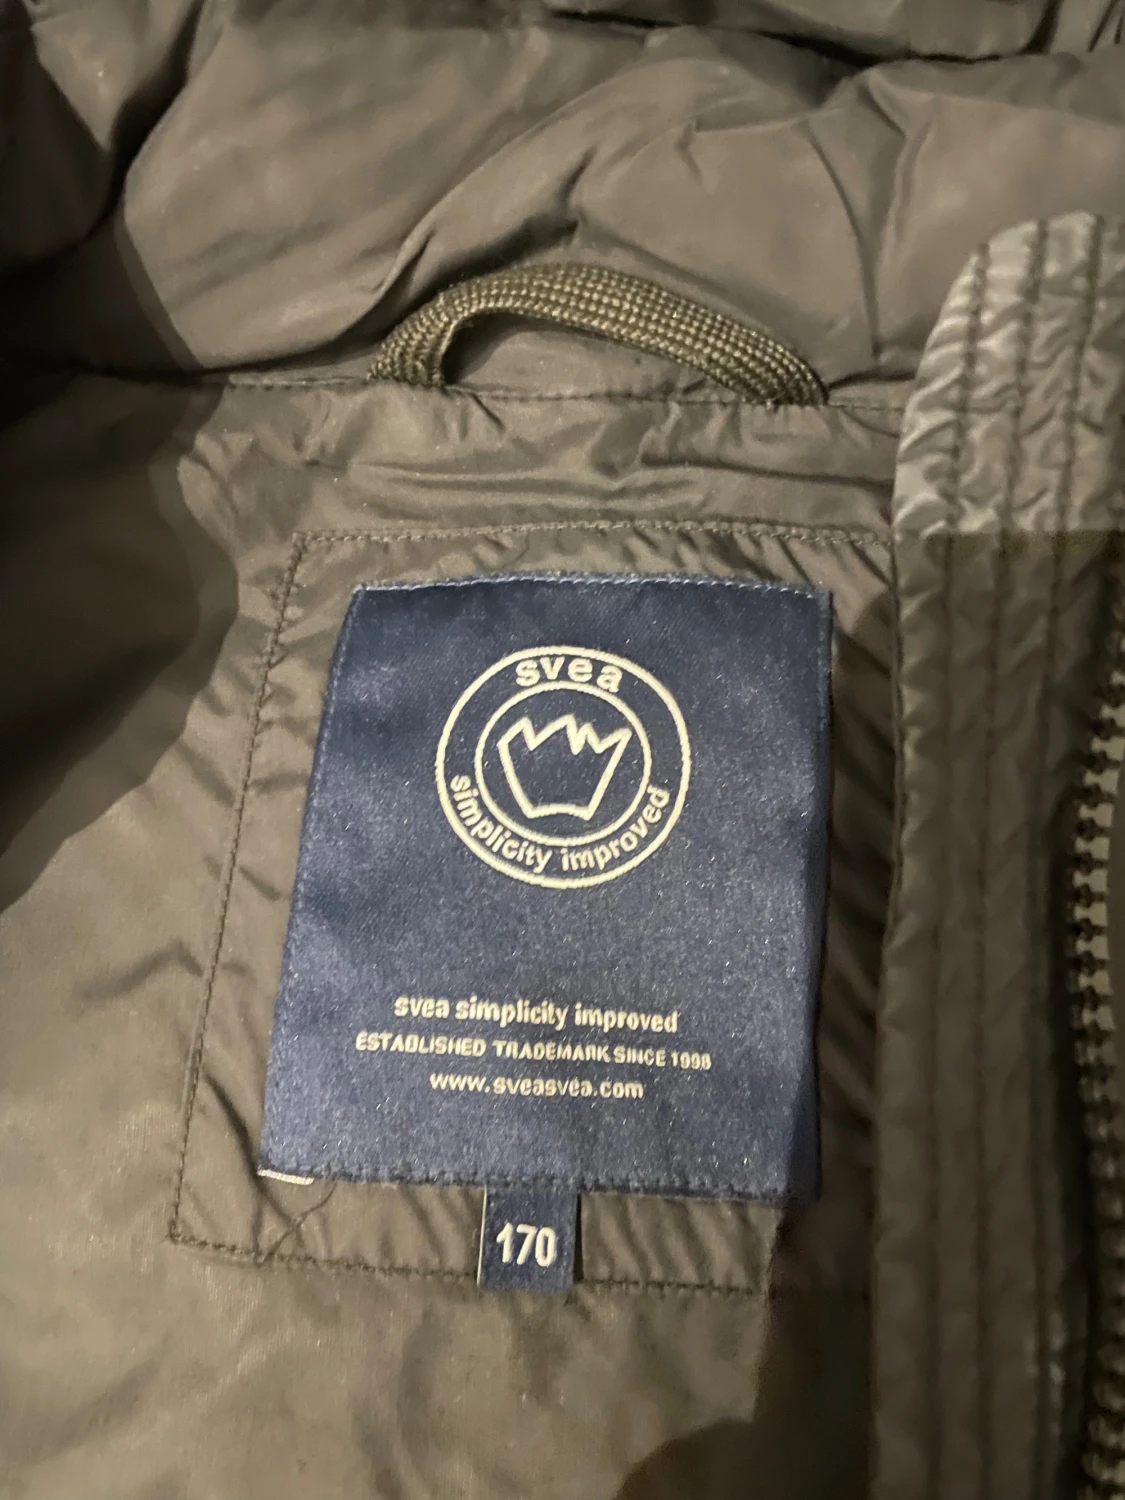 svea
simplicity improved
svea simplicity improved
ESTABLISHED TRADEMARK SINCE 1998
www.sveasvea.com
170